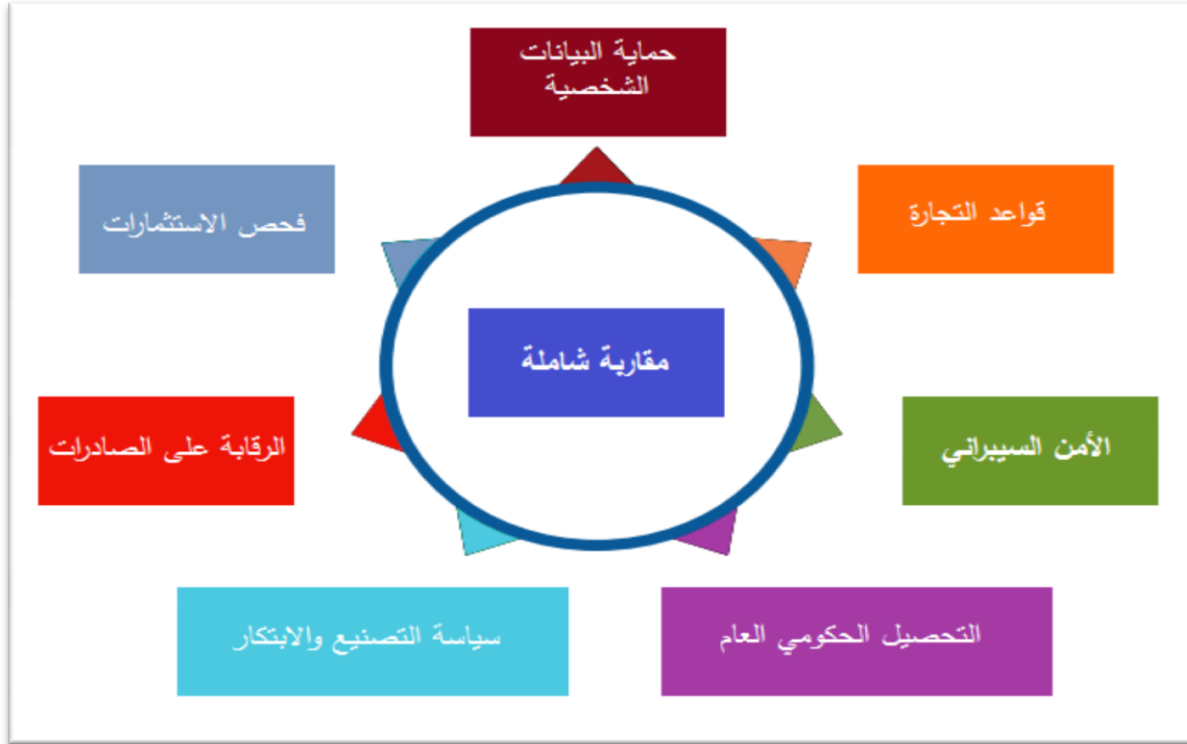 حماية البيانات
الشخصية
قواعد التجارة
فحص الاستثمارات
مقاربة شاملة
الأمن السيبراني
الرقابة على الصادرات
التحصيل الحكومي العام
سياسة التصنيع والابتكار